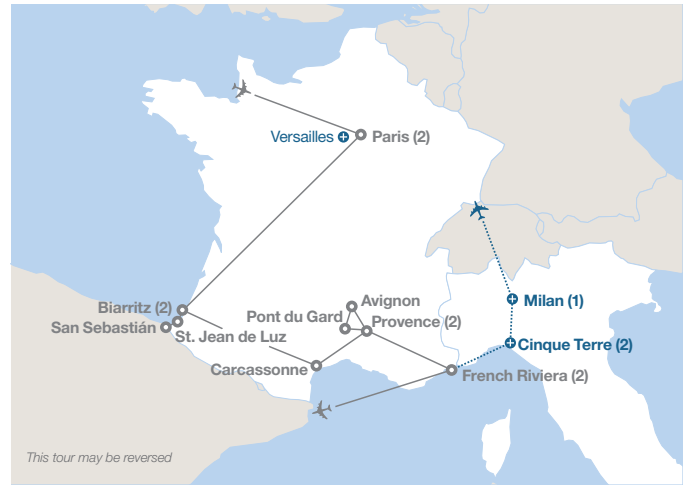 Versailles
Paris (2)
Milan (1)
Biarritz (2)
Avignon
San Sebastián
Pont du Gard
Provence (2)
St. Jean de Luz
Cinque Terre (2)
Carcassonne
French Riviera (2)
This tour may be reversed